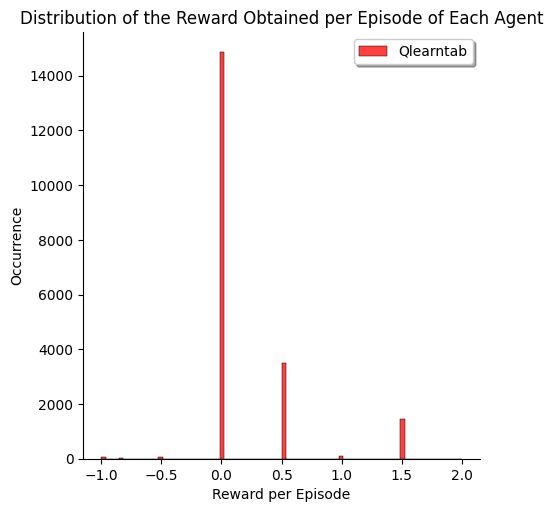 Distribution of the Reward Obtained per Episode of Each Agent
Qlearntab
14000
12000
10000
8000
6000
4000
2000
0
Occurrence
−1.0 −0.5 0.0 0.5 1.0 1.5 2.0
Reward per Episode